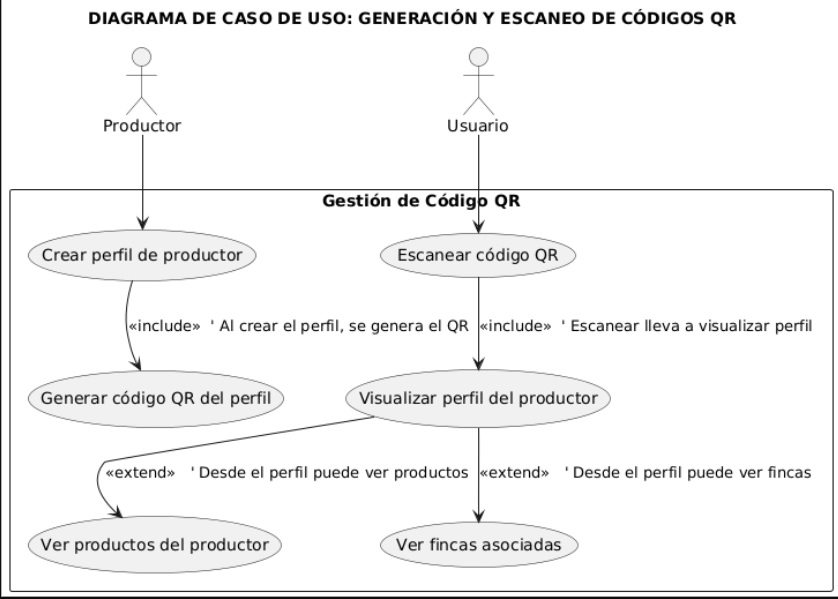 DIAGRAMA DE CASO DE USO: GENERACIÓN Y ESCANEO DE CÓDIGOS QR
Productor
Usuario
Gestión de Código QR
Crear perfil de productor
Escanear código QR
«include» ' Al crear el perfil, se genera el QR
«include» ' Escanear lleva a visualizar perfil
Generar código QR del perfil
Visualizar perfil del productor
«extend» ' Desde el perfil puede ver productos
«extend» ' Desde el perfil puede ver fincas
Ver productos del productor
Ver fincas asociadas